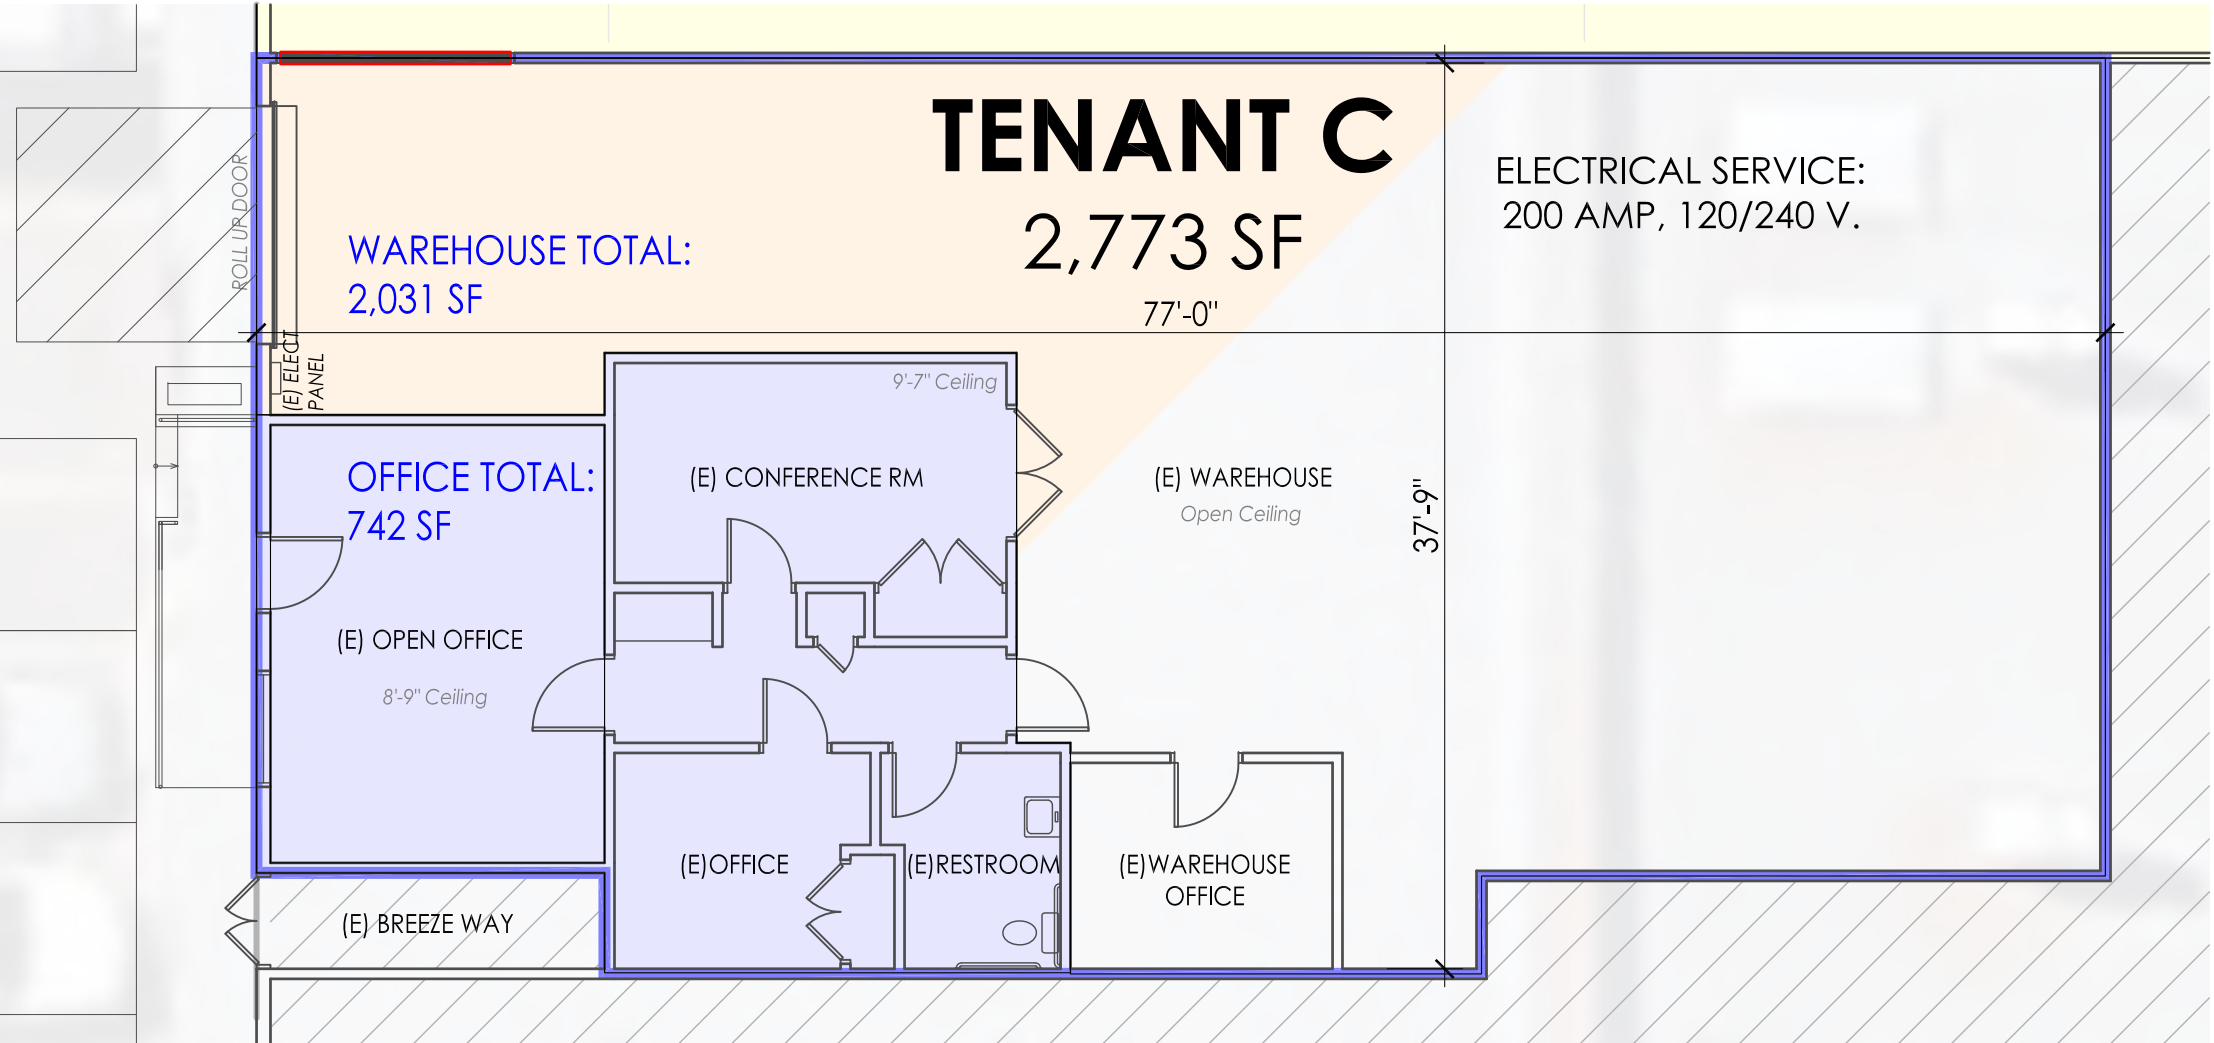 TENANT C
2,773 SF
ELECTRICAL SERVICE:
200 AMP, 120/240 V.
ROLL UP DOOR
WAREHOUSE TOTAL:
2,031 SF
77'-0"
(E) ELECT
PANEL
9'-7" Ceiling
OFFICE TOTAL:
742 SF
(E) CONFERENCE RM
(E) WAREHOUSE
Open Ceiling
37'-9"
(E) OPEN OFFICE
8'-9" Ceiling
(E)OFFICE
(E)RESTROOM
(E)WAREHOUSE
OFFICE
(E) BREEZE WAY